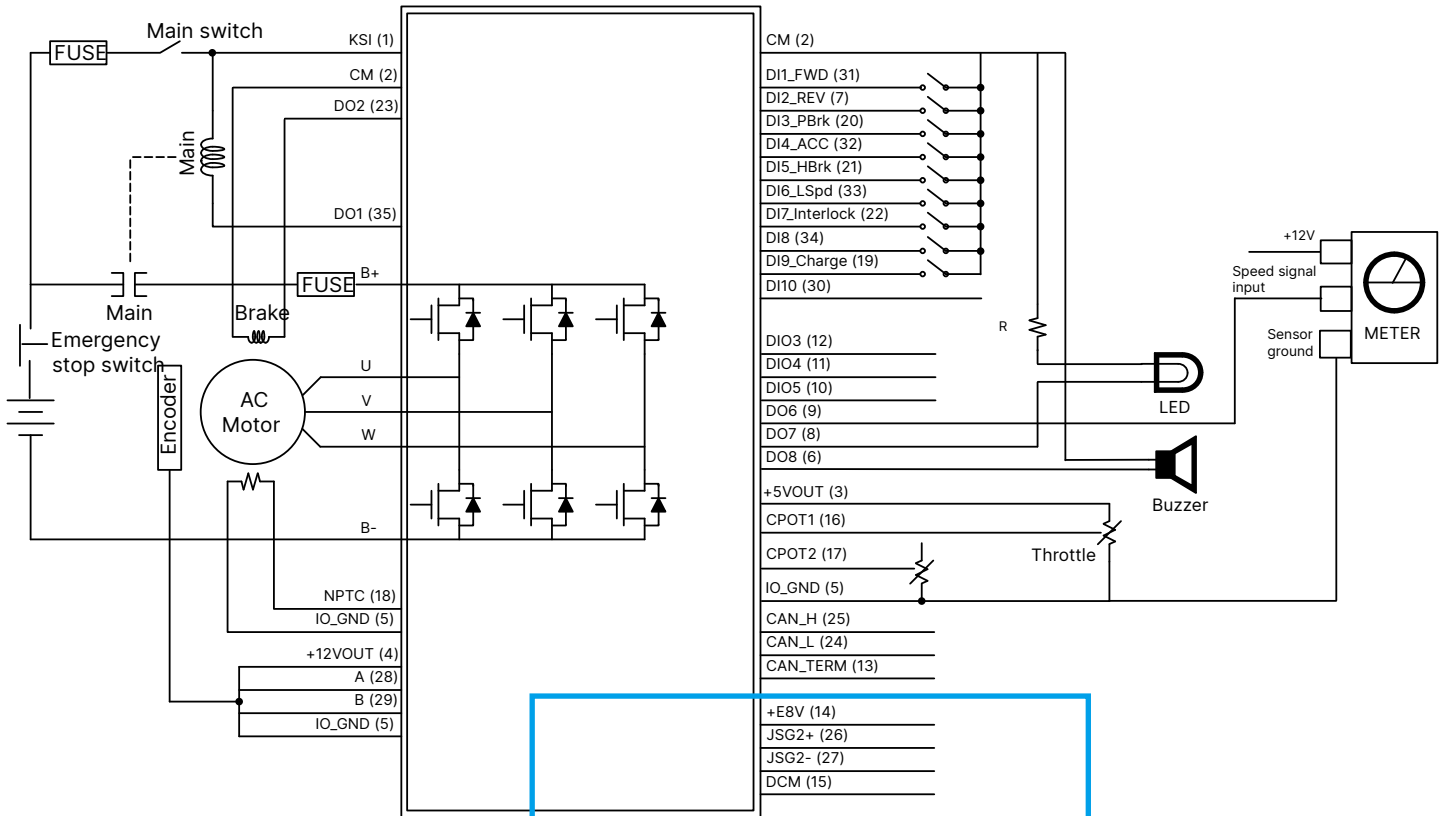 Main switch
FUSE
KSI (1)
CM (2)
DO2 (23)
Main
DO1 (35)
B+
FUSE
Main
Brake
Emergency
stop switch
Encoder
AC
Motor
U
V
W
B-
NPTC (18)
IO_GND (5)
+12VOUT (4)
A (28)
B (29)
IO_GND (5)
CM (2)
DI1_FWD (31)
DI2_REV (7)
DI3_PBrk (20)
DI4_ACC (32)
DI5_HBrk (21)
DI6_LSpd (33)
DI7_Interlock (22)
DI8 (34)
DI9_Charge (19)
DI10 (30)
DIO3 (12)
DIO4 (11)
DIO5 (10)
DO6 (9)
DO7 (8)
DO8 (6)
+5VOUT (3)
CPOT1 (16)
CPOT2 (17)
IO_GND (5)
CAN_H (25)
CAN_L (24)
CAN_TERM (13)
+E8V (14)
JSG2+ (26)
JSG2- (27)
DCM (15)
R
LED
Buzzer
Throttle
+12V
Speed signal
input
Sensor
ground
METER